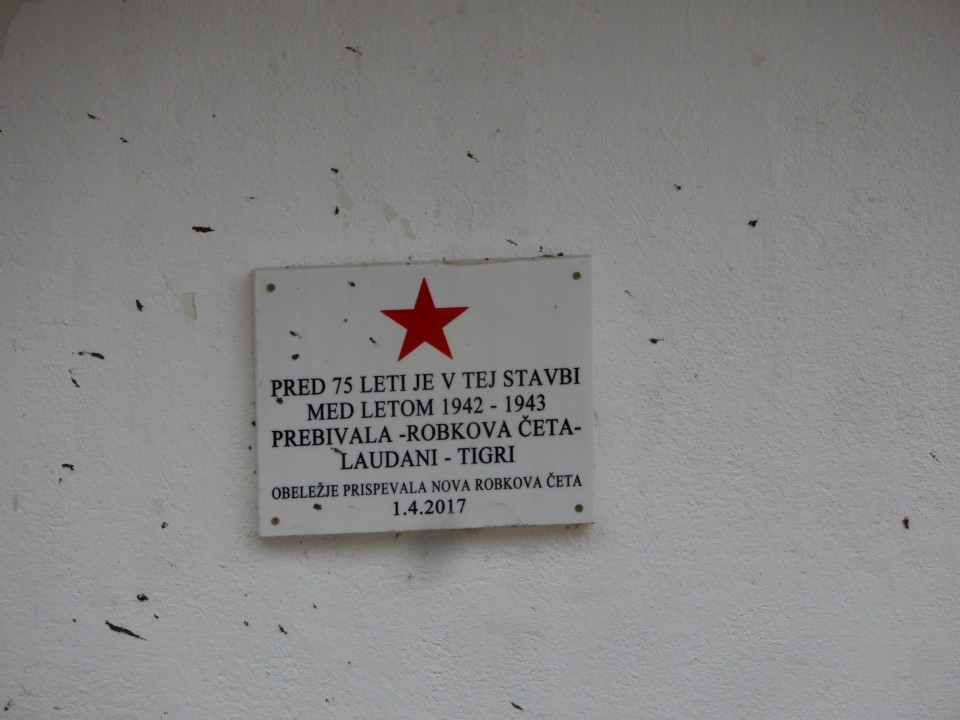 PRED 75 LETI JE V TEJ STAVBI
MED LETOM 1942 - 1943
PREBIVALA -ROBKOVA ČETA-
LAUDANI - TIGRI
OBELEŽJE PRISPEVALA NOVA ROBKOVA ČETA
1.4.2017